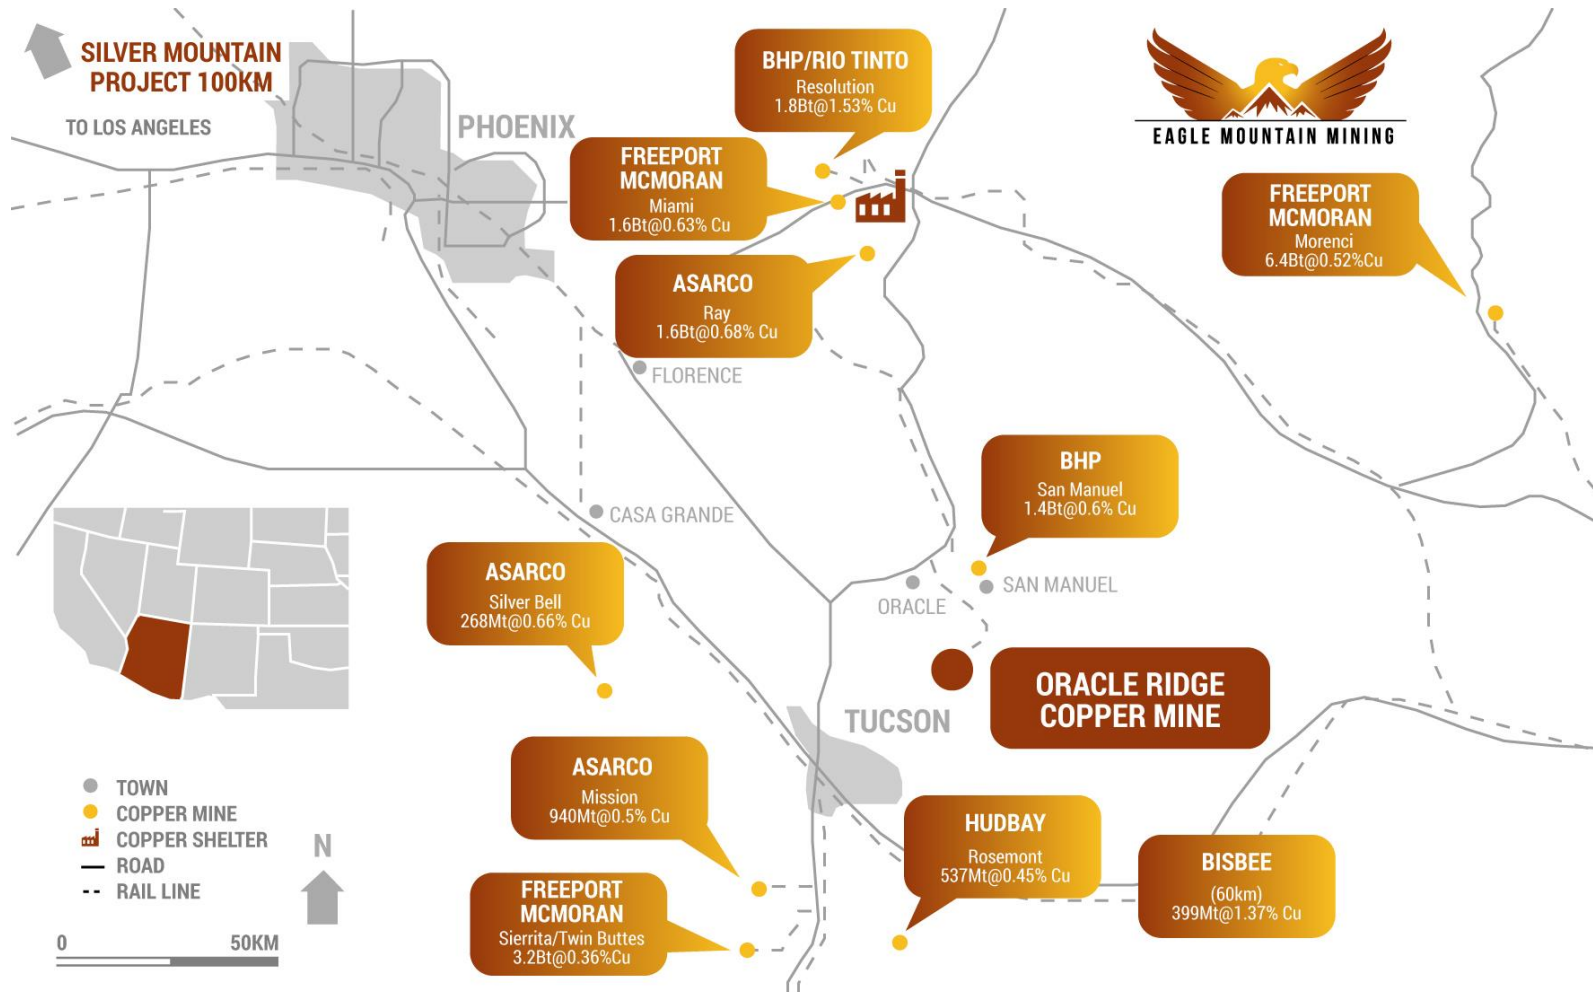 SILVER MOUNTAIN
PROJECT 100KM
TO LOS ANGELES
PHOENIX
BHP/RIO TINTO
Resolution
1.8Bt@1.53% Cu
EAGLE MOUNTAIN MINING
FREEPORT
MCMORAN
Miami
1.6Bt@0.63% Cu
FREEPORT
MCMORAN
Morenci
6.4Bt@0.52%Cu
ASARCO
Ray
1.6Bt@0.68% Cu
FLORENCE
BHP
San Manuel
1.4Bt@0.6% Cu
CASA GRANDE
ASARCO
Silver Bell
268Mt@0.66% Cu
ORACLE
SAN MANUEL
ORACLE RIDGE
COPPER MINE
TUCSON
ASARCO
Mission
940Mt@0.5% Cu
HUDBAY
Rosemont
537Mt@0.45% Cu
BISBEE
(60km)
399Mt@1.37% Cu
FREEPORT
MCMORAN
Sierrita/Twin Buttes
3.2Bt@0.36%Cu
TOWN
COPPER MINE
COPPER SHELTER
ROAD
RAIL LINE
N
0 50KM